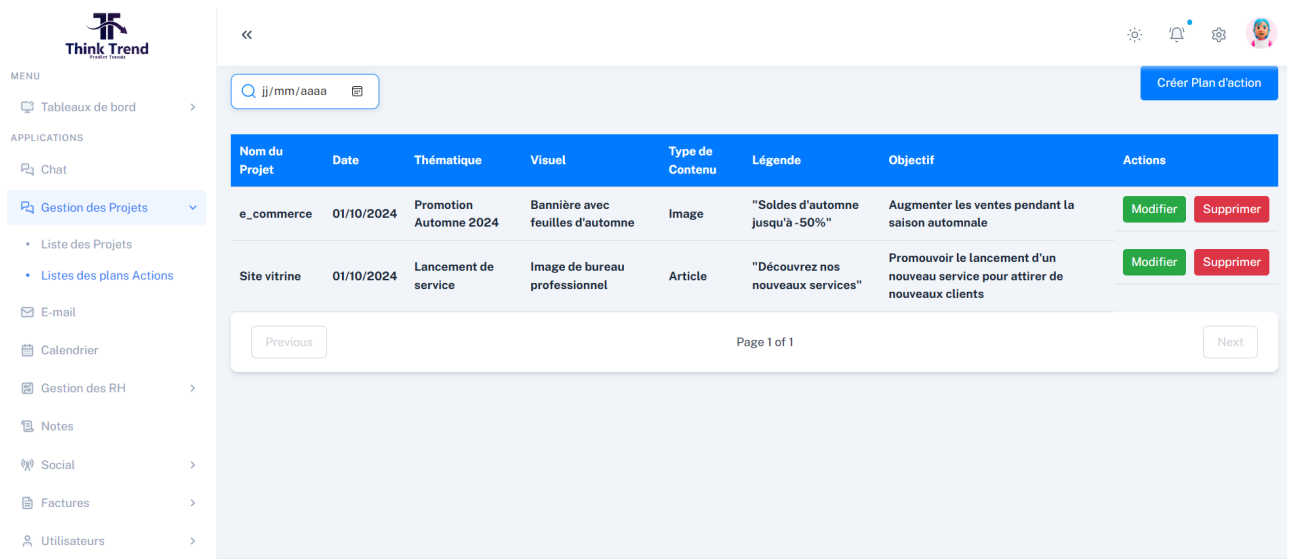 Think Trend
Predict Trends
MENU
Tableaux de bord
APPLICATIONS
Chat
Gestion des Projets
Liste des Projets
Listes des plans Actions
E-mail
Calendrier
Gestion des RH
Notes
Social
Factures
Utilisateurs
jj/mm/aaaa
Créer Plan d'action
Nom du
Projet
Date
Thématique
Visuel
Type de
Contenu
Légende
Objectif
Actions
e_commerce
01/10/2024
Promotion
Automne 2024
Bannière avec
feuilles d'automne
Image
"Soldes d'automne
jusqu'à -50%"
Augmenter les ventes pendant la
saison automnale
Modifier
Supprimer
Site vitrine
01/10/2024
Lancement de
service
Image de bureau
professionnel
Article
"Découvrez nos
nouveaux services"
Promouvoir le lancement d'un
nouveau service pour attirer de
nouveaux clients
Modifier
Supprimer
Previous
Page 1 of 1
Next